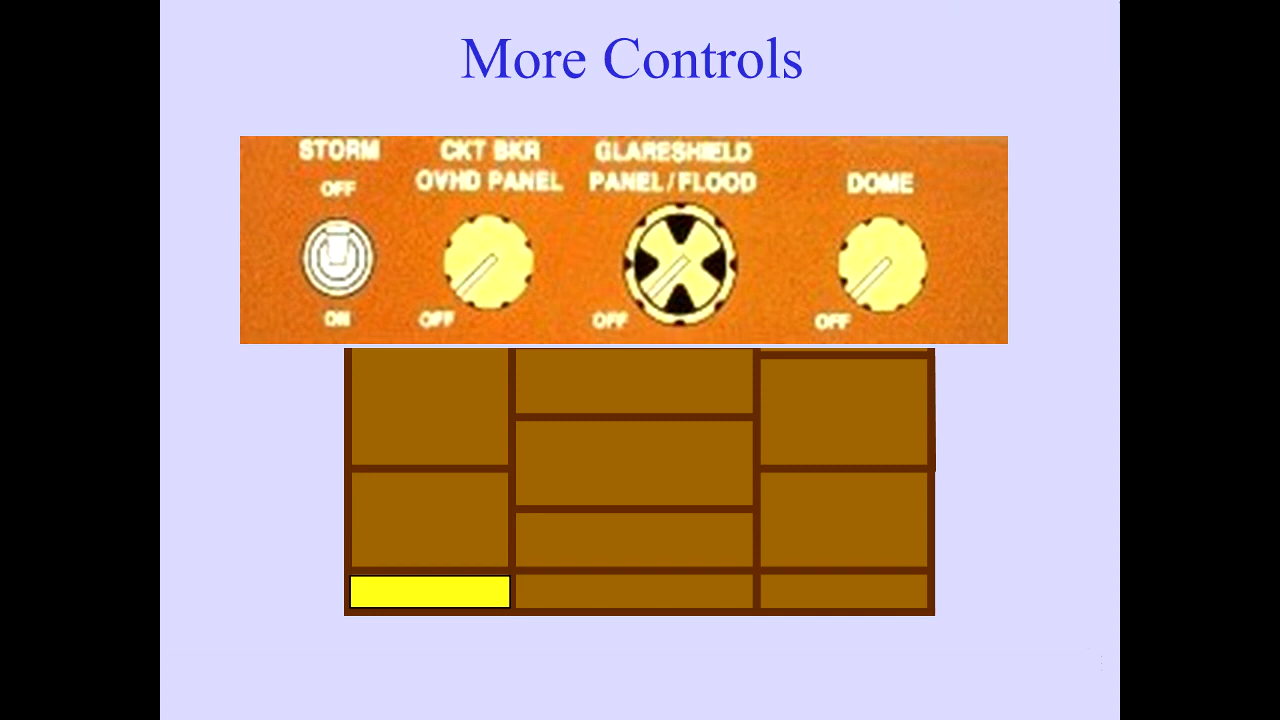 More Controls
STORM
OFF
ON
CKT BKR
OVHD PANEL
OFF
GLARESHIELD
PANEL/FLOOD
OFF
DOME
OFF